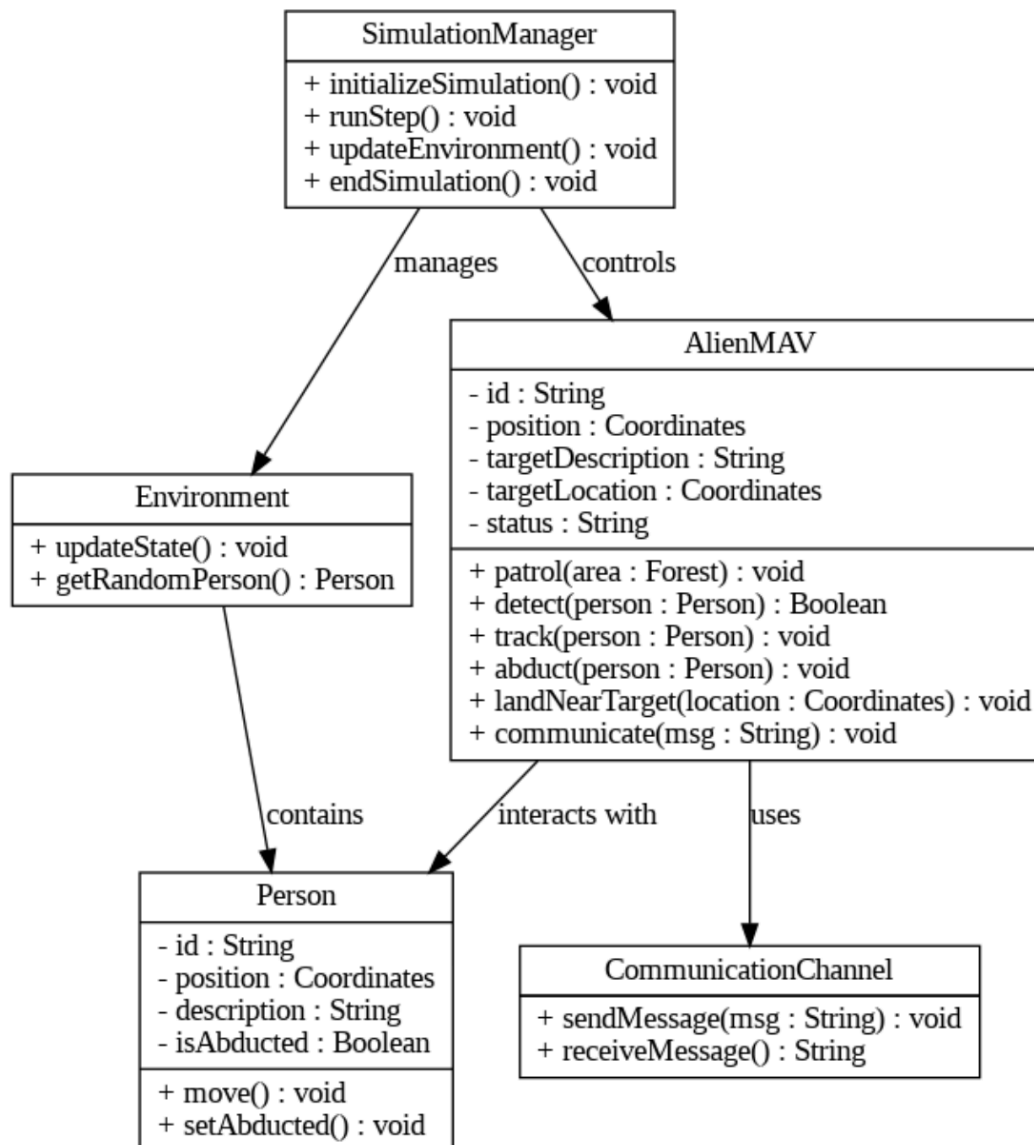 SimulationManager
+ initializeSimulation() : void
+ runStep() : void
+ updateEnvironment() : void
+ endSimulation() : void
manages
controls
AlienMAV
- id : String
- position : Coordinates
- targetDescription : String
- targetLocation : Coordinates
- status : String
+ patrol(area : Forest) : void
+ detect(person : Person) : Boolean
+ track(person : Person) : void
+ abduct(person : Person) : void
+ landNearTarget(location : Coordinates) : void
+ communicate(msg : String) : void
Environment
+ updateState() : void
+ getRandomPerson() : Person
contains
interacts with
uses
Person
- id : String
- position : Coordinates
- description : String
- isAbducted : Boolean
+ move() : void
+ setAbducted() : void
CommunicationChannel
+ sendMessage(msg : String) : void
+ receiveMessage() : String